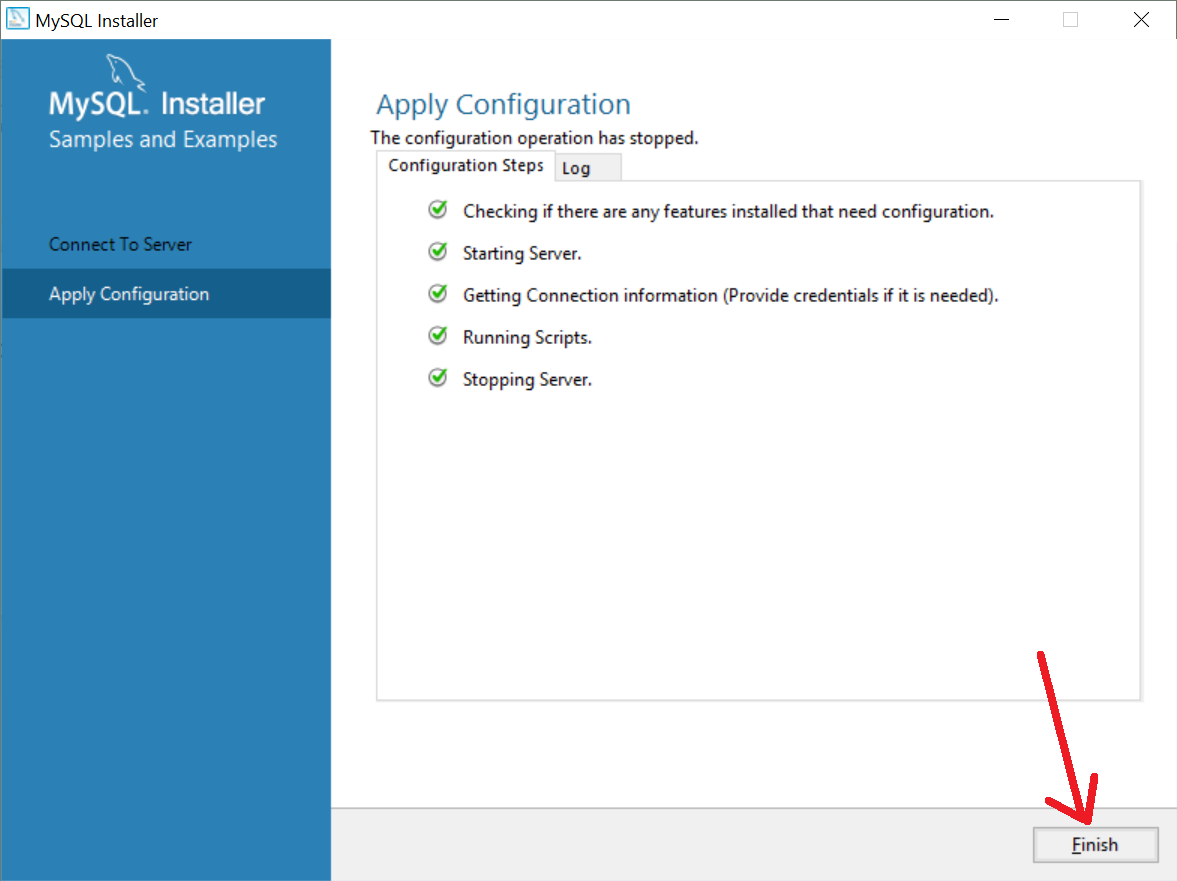 MySQL Installer
MySQL. Installer
Samples and Examples
Connect To Server
Apply Configuration
Apply Configuration
The configuration operation has stopped.
Configuration Steps
Log
Checking if there are any features installed that need configuration.
Starting Server.
Getting Connection information (Provide credentials if it is needed).
Running Scripts.
Stopping Server.
Finish